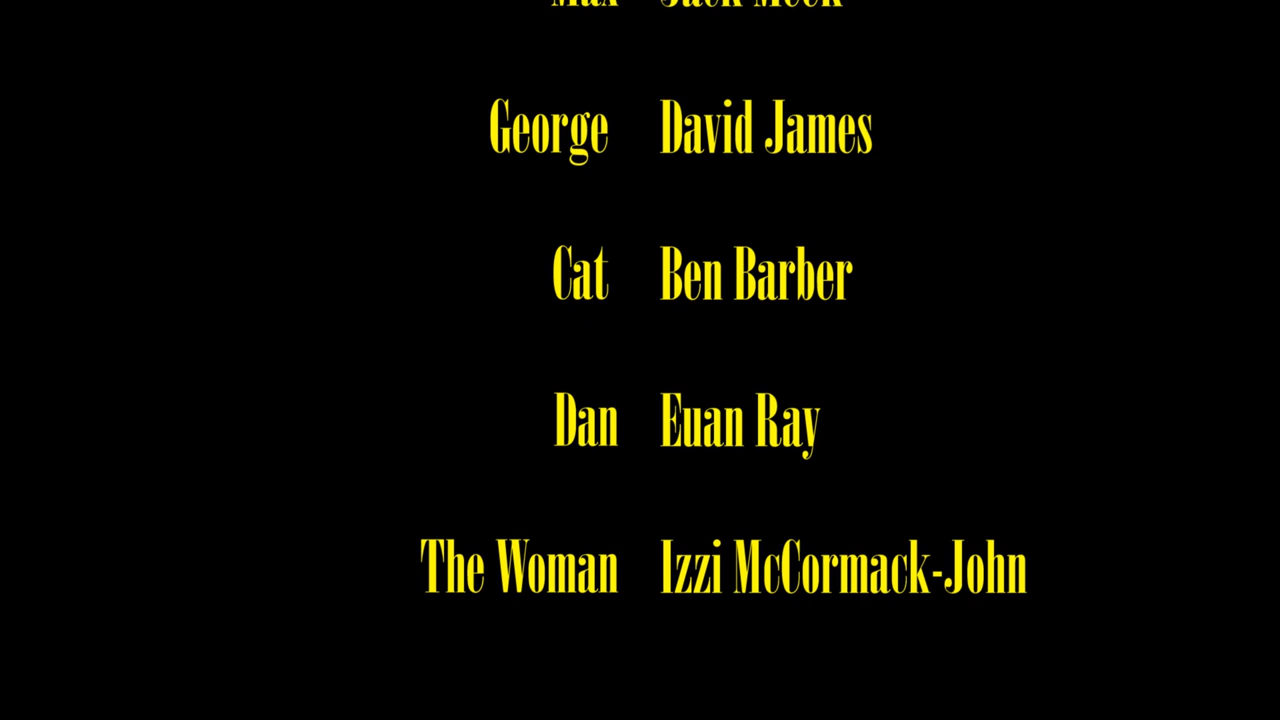 George David James
Cat Ben Barber
Dan Euan Ray
The Woman Izzi McCormack-John